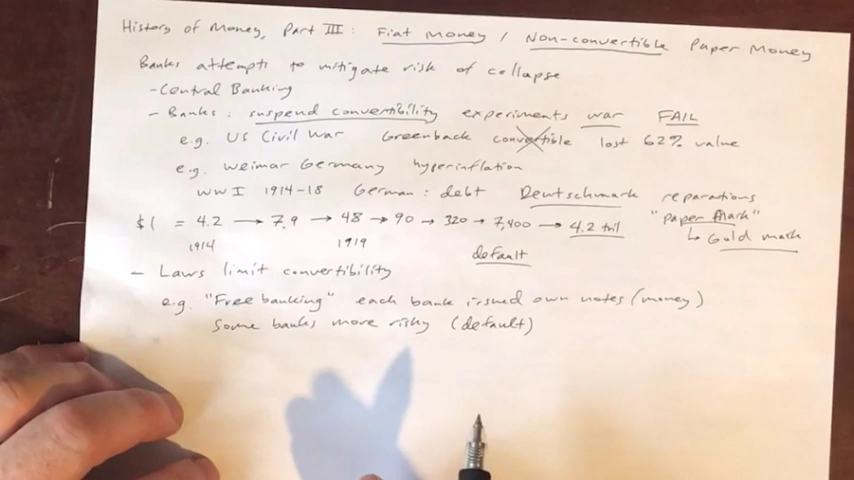 History of Money, Part III: Fiat Money / Non-convertible Paper Money
Banks attempts to mitigate risk of collapse
- Central Banking
- Banks: suspend convertibility experiments war FAIL
e.g. US Civil War Greenback convertible lost 62% value
e.g. Weimar Germany hyperinflation
WWI 1914-18 German: debt Deutschmark reparations
$1 = 4.2 → 7.9 → 48 → 90 → 320 → 7,400 → 4.2 tril "paper Mark"
1914 1919 ↳ Gold mark
default
- Laws limit convertibility
e.g. "Free banking" each bank issued own notes (money)
Some banks more risky (default)